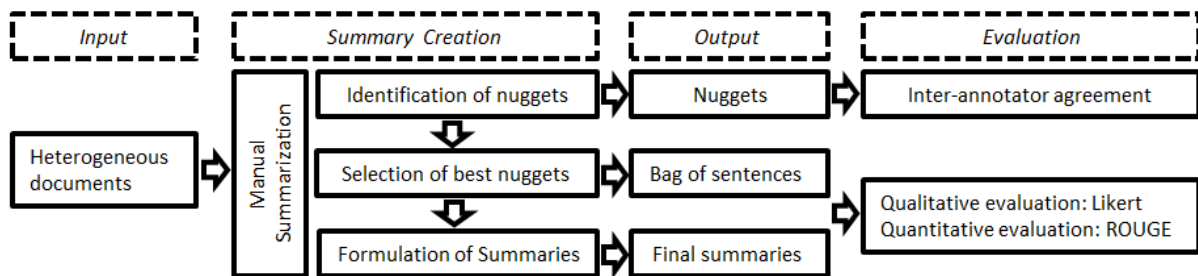 Input
Summary Creation
Output
Evaluation
Manual
Summarization
Identification of nuggets
Nuggets
Inter-annotator agreement
Heterogeneous
documents
Selection of best nuggets
Bag of sentences
Qualitative evaluation: Likert
Quantitative evaluation: ROUGE
Formulation of Summaries
Final summaries